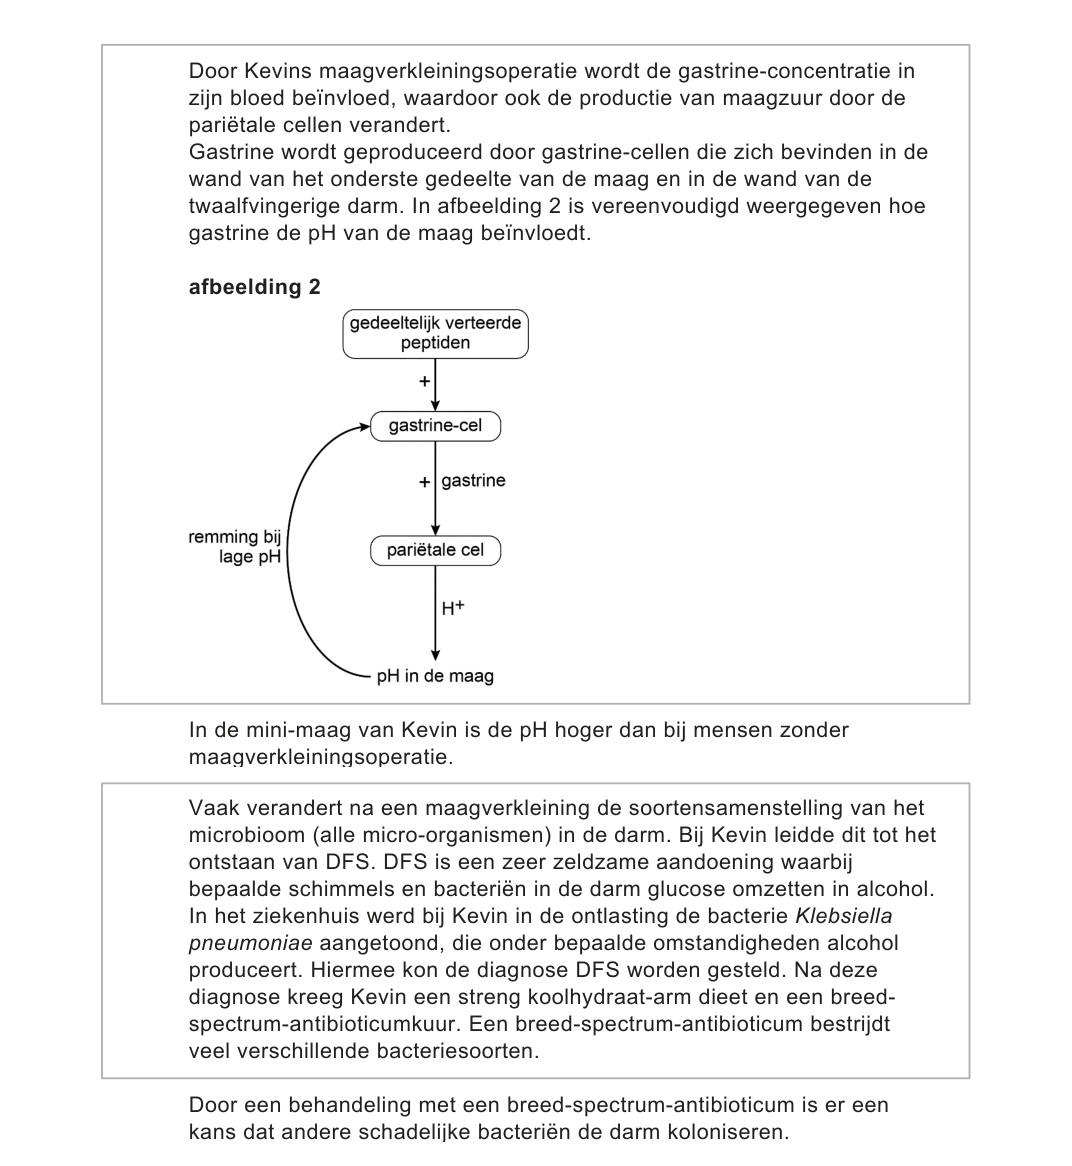 Door Kevins maagverkleiningsoperatie wordt de gastrine-concentratie in
zijn bloed beïnvloed, waardoor ook de productie van maagzuur door de
pariëtale cellen verandert.
Gastrine wordt geproduceerd door gastrine-cellen die zich bevinden in de
wand van het onderste gedeelte van de maag en in de wand van de
twaalfvingerige darm. In afbeelding 2 is vereenvoudigd weergegeven hoe
gastrine de pH van de maag beïnvloedt.
afbeelding 2
gedeeltelijk verteerde
peptiden
+
gastrine-cel
+ gastrine
remming bij
lage pH
pariëtale cel
H+
pH in de maag
In de mini-maag van Kevin is de pH hoger dan bij mensen zonder
maagverkleiningsoperatie.
Vaak verandert na een maagverkleining de soortensamenstelling van het
microbioom (alle micro-organismen) in de darm. Bij Kevin leidde dit tot het
ontstaan van DFS. DFS is een zeer zeldzame aandoening waarbij
bepaalde schimmels en bacteriën in de darm glucose omzetten in alcohol.
In het ziekenhuis werd bij Kevin in de ontlasting de bacterie Klebsiella
pneumoniae aangetoond, die onder bepaalde omstandigheden alcohol
produceert. Hiermee kon de diagnose DFS worden gesteld. Na deze
diagnose kreeg Kevin een streng koolhydraat-arm dieet en een breed-
spectrum-antibioticumkuur. Een breed-spectrum-antibioticum bestrijdt
veel verschillende bacteriesoorten.
Door een behandeling met een breed-spectrum-antibioticum is er een
kans dat andere schadelijke bacteriën de darm koloniseren.